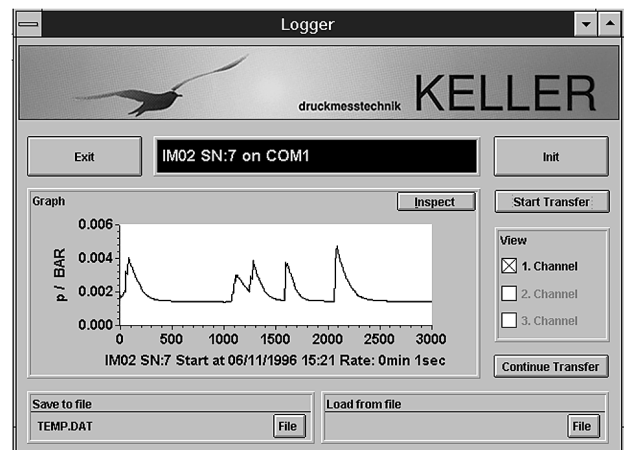 Logger
druckmesstechnik KELLER
Exit
IM02 SN:7 on COM1
Init
Graph
Inspect
Start Transfer
p / BAR
0.006
0.004
0.002
0.000
0 500 1000 1500 2000 2500 3000
IM02 SN:7 Start at 06/11/1996 15:21 Rate: 0min 1sec
View
1. Channel
2. Channel
3. Channel
Continue Transfer
Save to file
TEMP.DAT
File
Load from file
File